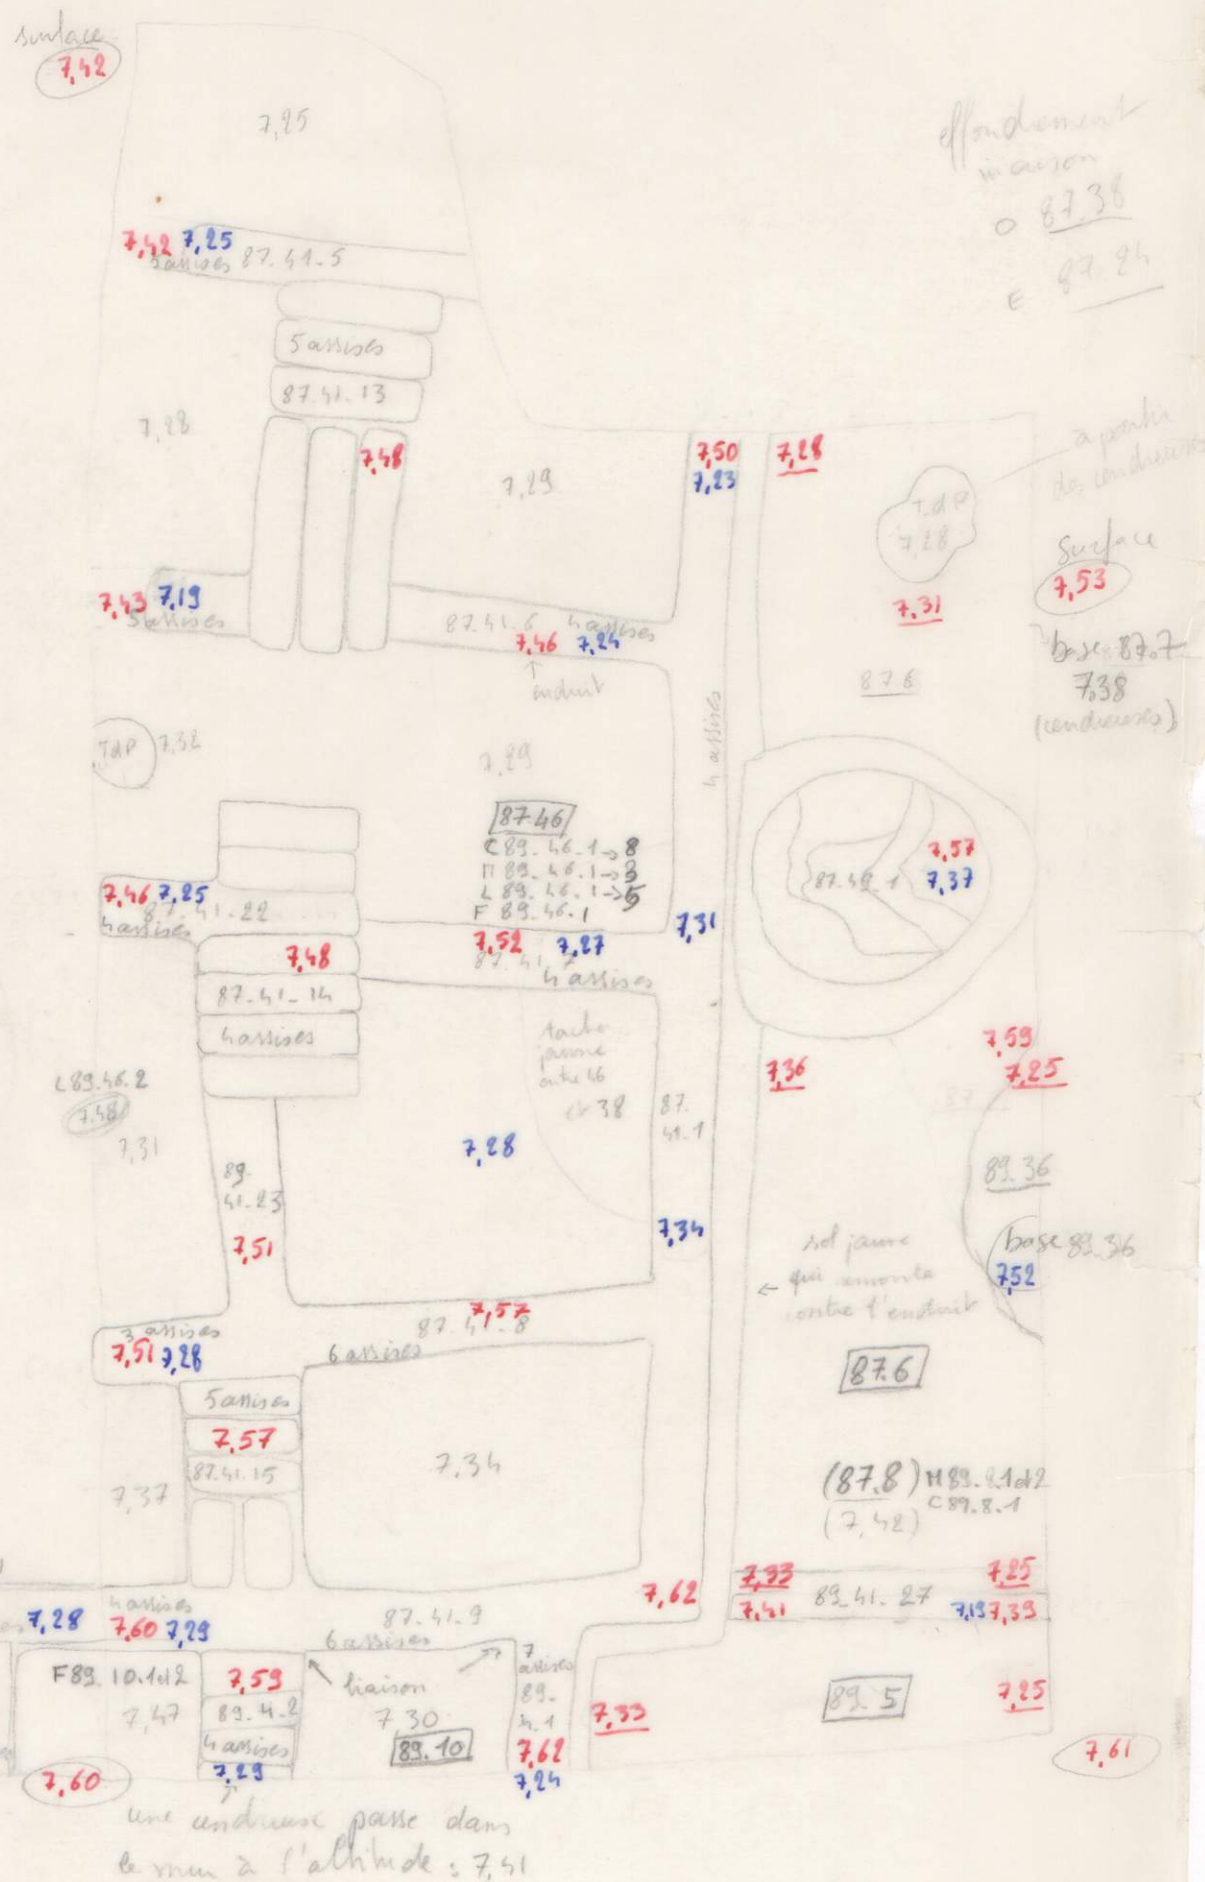 surface
7,42
7,25
effondrement
maison
O 87.38
E 87.24
7,42 7,25
87.41-5
5 assises
87.41-13
7,28
7,48
7,29
7,50
7,23
7,28
T.dP
7,28
à partir
des cendreuses
surface
7,53
7,31
7,43 7,19
5 assises
87.41.6 4 assises
7,46 7,24
↑
enduit
87.6
base 87.7
7,38
(cendreuses)
4 assises
TdP 7,32
7,29
87.46
C 89.46.1→8
M 89.46.1→3
L 89.46.1→5
F 89.46.1
7,57
87.49.1 7,37
7,46 7,25
87.41.22
4 assises
7,52 7,27
7,31
87.41.7
4 assises
7,48
87-41-14
4 assises
tache
jaune
entre 46
et 38
7,59
7,25
7,36
L 89.46.2
7,48
7,31
87.
41.1
7,28
89-
41-23
7,51
7,34
89.36
base 89.36
7,52
sol jaune
← qui remonte
contre l'enduit
3 assises
7,51 7,28
7,57
87.41-8
6 assises
87.6
5 assises
7,57
87.41.15
7,37
7,34
(87.8) M 89.8.1 et 2
C 89.8.1
(7,42)
7,33
7,25
7,41 89-41-27 7,19 7,39
7,62
4 assises
7,28 7,60 7,29
87.41.9
6 assises
F 89.10.1 et 2
7,47
7,59
89.4.2
4 assises
7,29
liaison
7,30
89.10
7
assises
89-
4.1
7,62
7,24
7,33
89.5
7,25
7,60
7,61
une cendreuse passe dans
le mur à l'altitude : 7,41